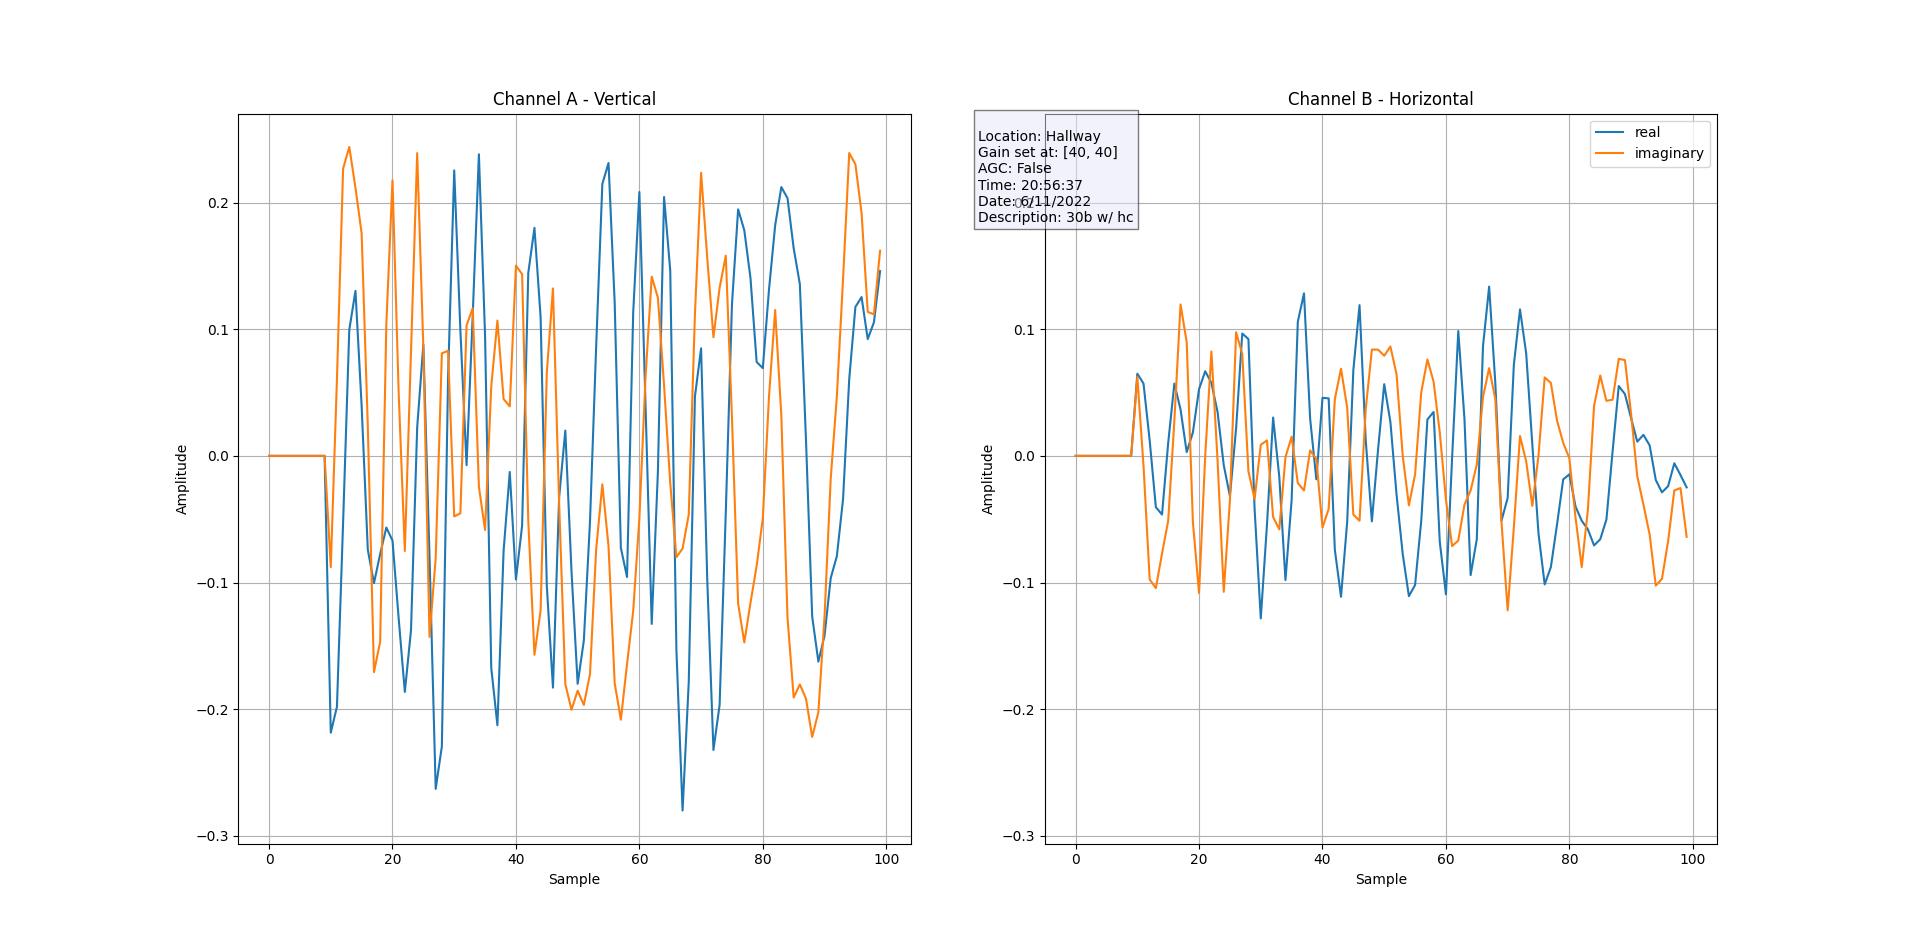 Channel A - Vertical
Amplitude
0.2
0.1
0.0
−0.1
−0.2
−0.3
0
20
40
60
80
100
Sample
Channel B - Horizontal
real
imaginary
Location: Hallway
Gain set at: [40, 40]
AGC: False
Time: 20:56:37
Date: 6/11/2022
Description: 30b w/ hc
Amplitude
0.1
0.0
−0.1
−0.2
−0.3
0
20
40
60
80
100
Sample